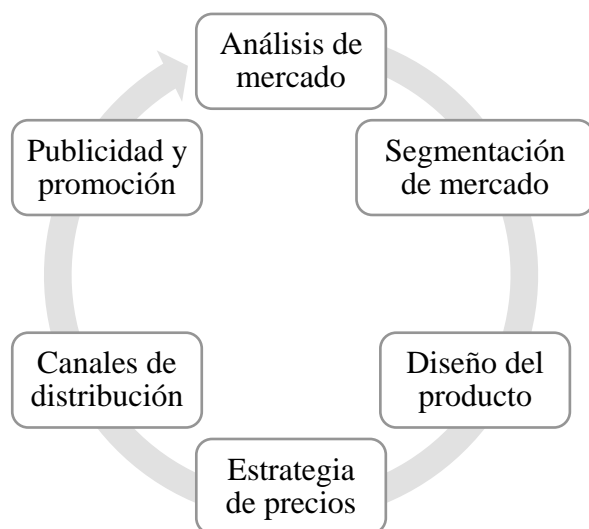 Análisis de
mercado
Segmentación
de mercado
Diseño del
producto
Estrategia
de precios
Canales de
distribución
Publicidad y
promoción